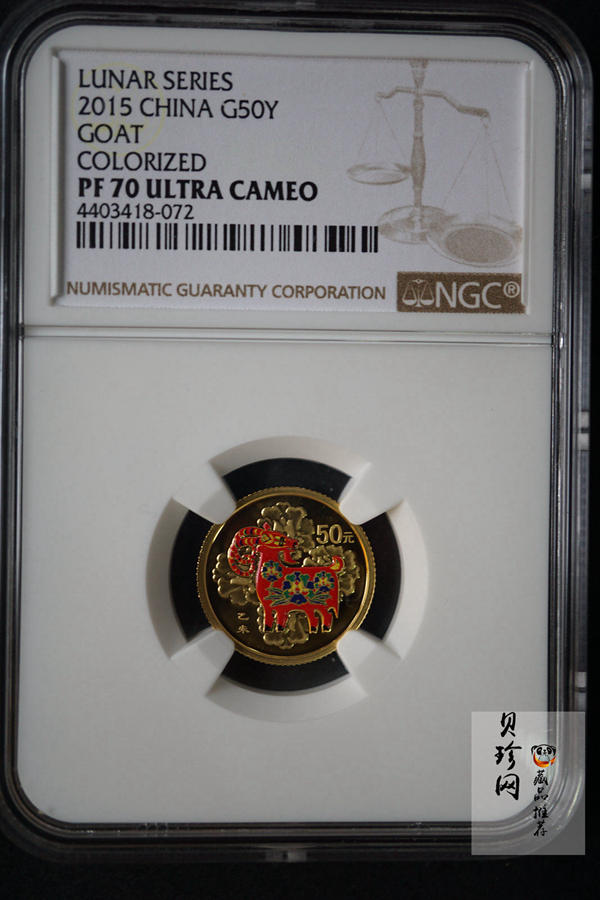 LUNAR SERIES
2015 CHINA G50Y
GOAT
COLORIZED
PF 70 ULTRA CAMEO
4403418-072
NUMISMATIC GUARANTY CORPORATION
NGC®
50元
乙未
贝珍网
藏品推荐